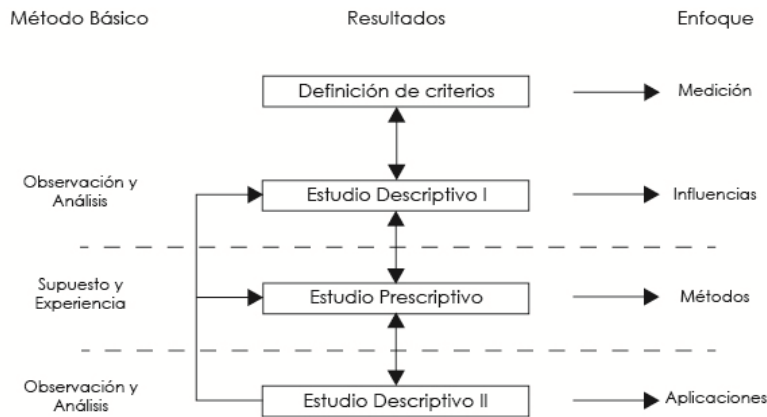 Método Básico
Resultados
Enfoque
Definición de criterios
Medición
Observación y
Análisis
Estudio Descriptivo I
Influencias
Supuesto y
Experiencia
Estudio Prescriptivo
Métodos
Observación y
Análisis
Estudio Descriptivo II
Aplicaciones